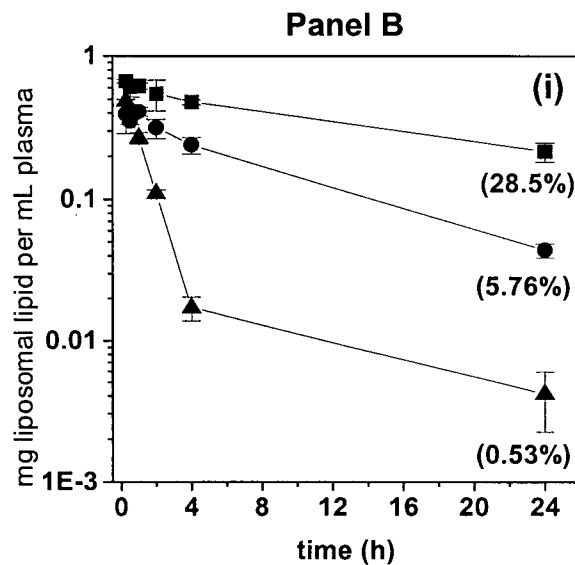 Panel B
1
(i)
(28.5%)
0.1
(5.76%)
0.01
(0.53%)
1E-3
mg liposomal lipid per mL plasma
0 4 8 12 16 20 24
time (h)